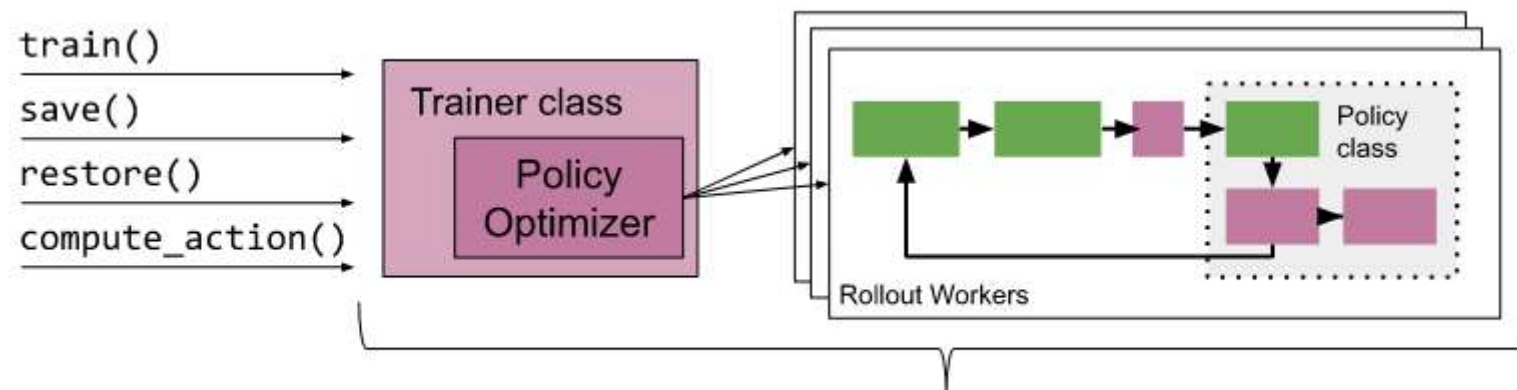 train()
save()
restore()
compute_action()
Trainer class
Policy
Optimizer
Policy
class
Rollout Workers